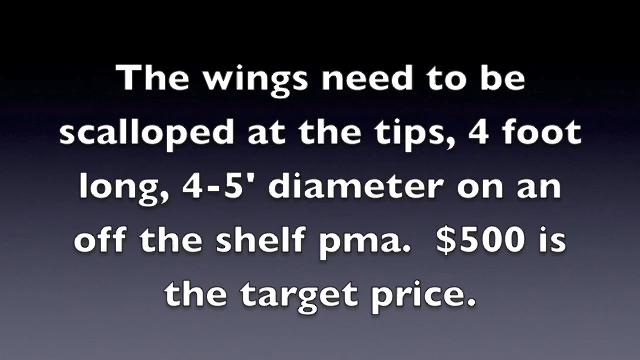 The wings need to be
scalloped at the tips, 4 foot
long, 4-5' diameter on an
off the shelf pma.  $500 is
the target price.